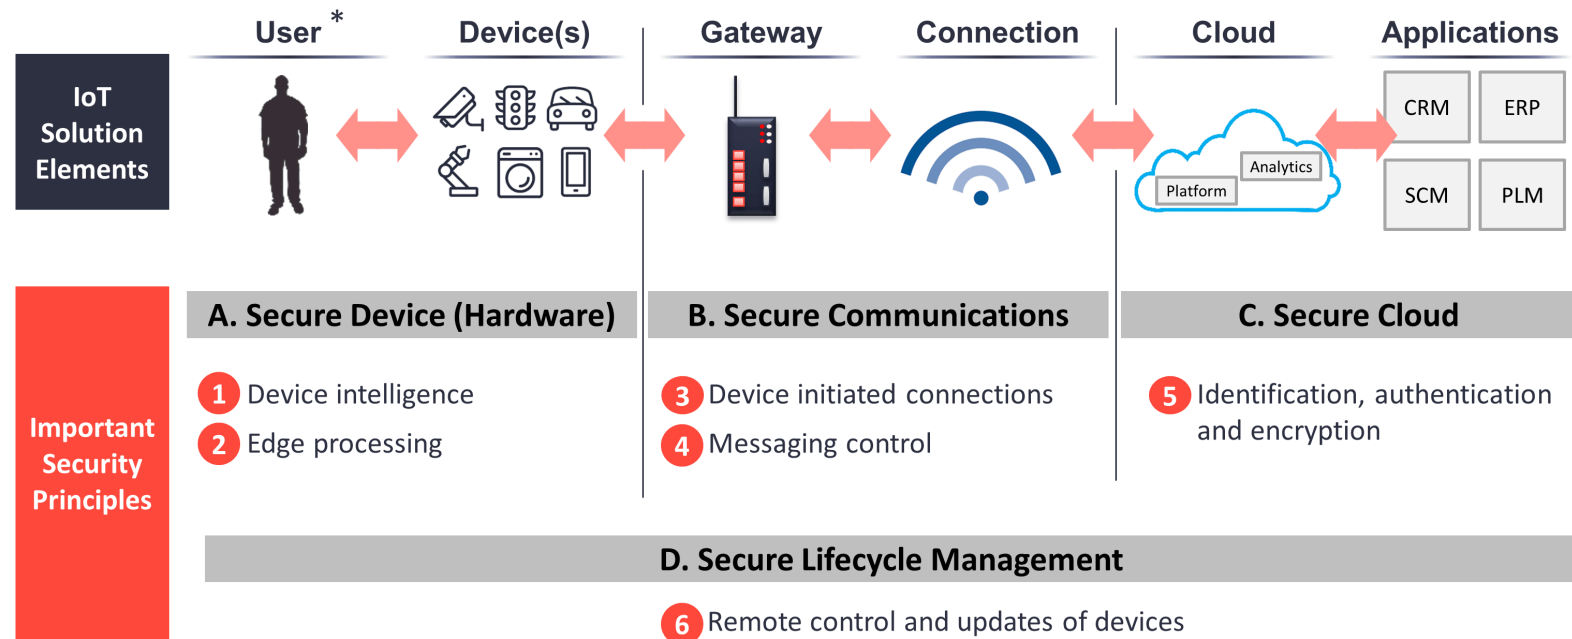 User *
Device(s)
Gateway
Connection
Cloud
Applications
IoT
Solution
Elements
CRM
ERP
Analytics
Platform
SCM
PLM
A. Secure Device (Hardware)
B. Secure Communications
C. Secure Cloud
1 Device intelligence
2 Edge processing
3 Device initiated connections
4 Messaging control
5 Identification, authentication
and encryption
Important
Security
Principles
D. Secure Lifecycle Management
6 Remote control and updates of devices